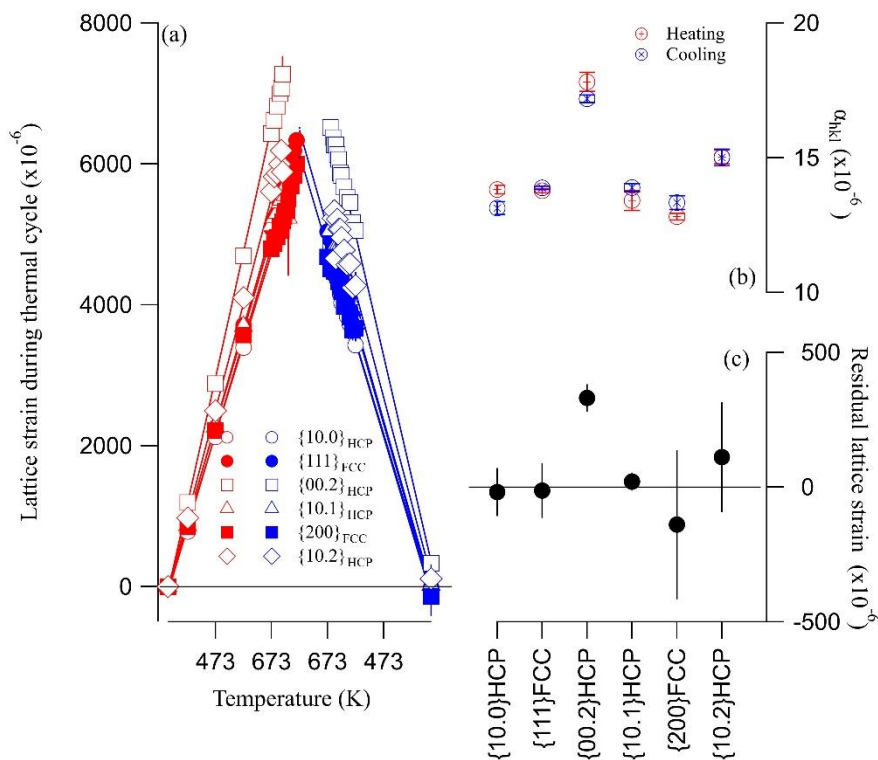 (a)
Lattice strain during thermal cycle (x10-6)
8000
6000
4000
2000
0
{10.0}HCP
{111}FCC
{00.2}HCP
{10.1}HCP
{200}FCC
{10.2}HCP
473 673 673 473
Temperature (K)
Heating
Cooling
20
15
10
αhkl (x10-6)
(b)
(c)
500
0
-500
Residual lattice strain (x10-6)
{10.0}HCP
{111}FCC
{00.2}HCP
{10.1}HCP
{200}FCC
{10.2}HCP